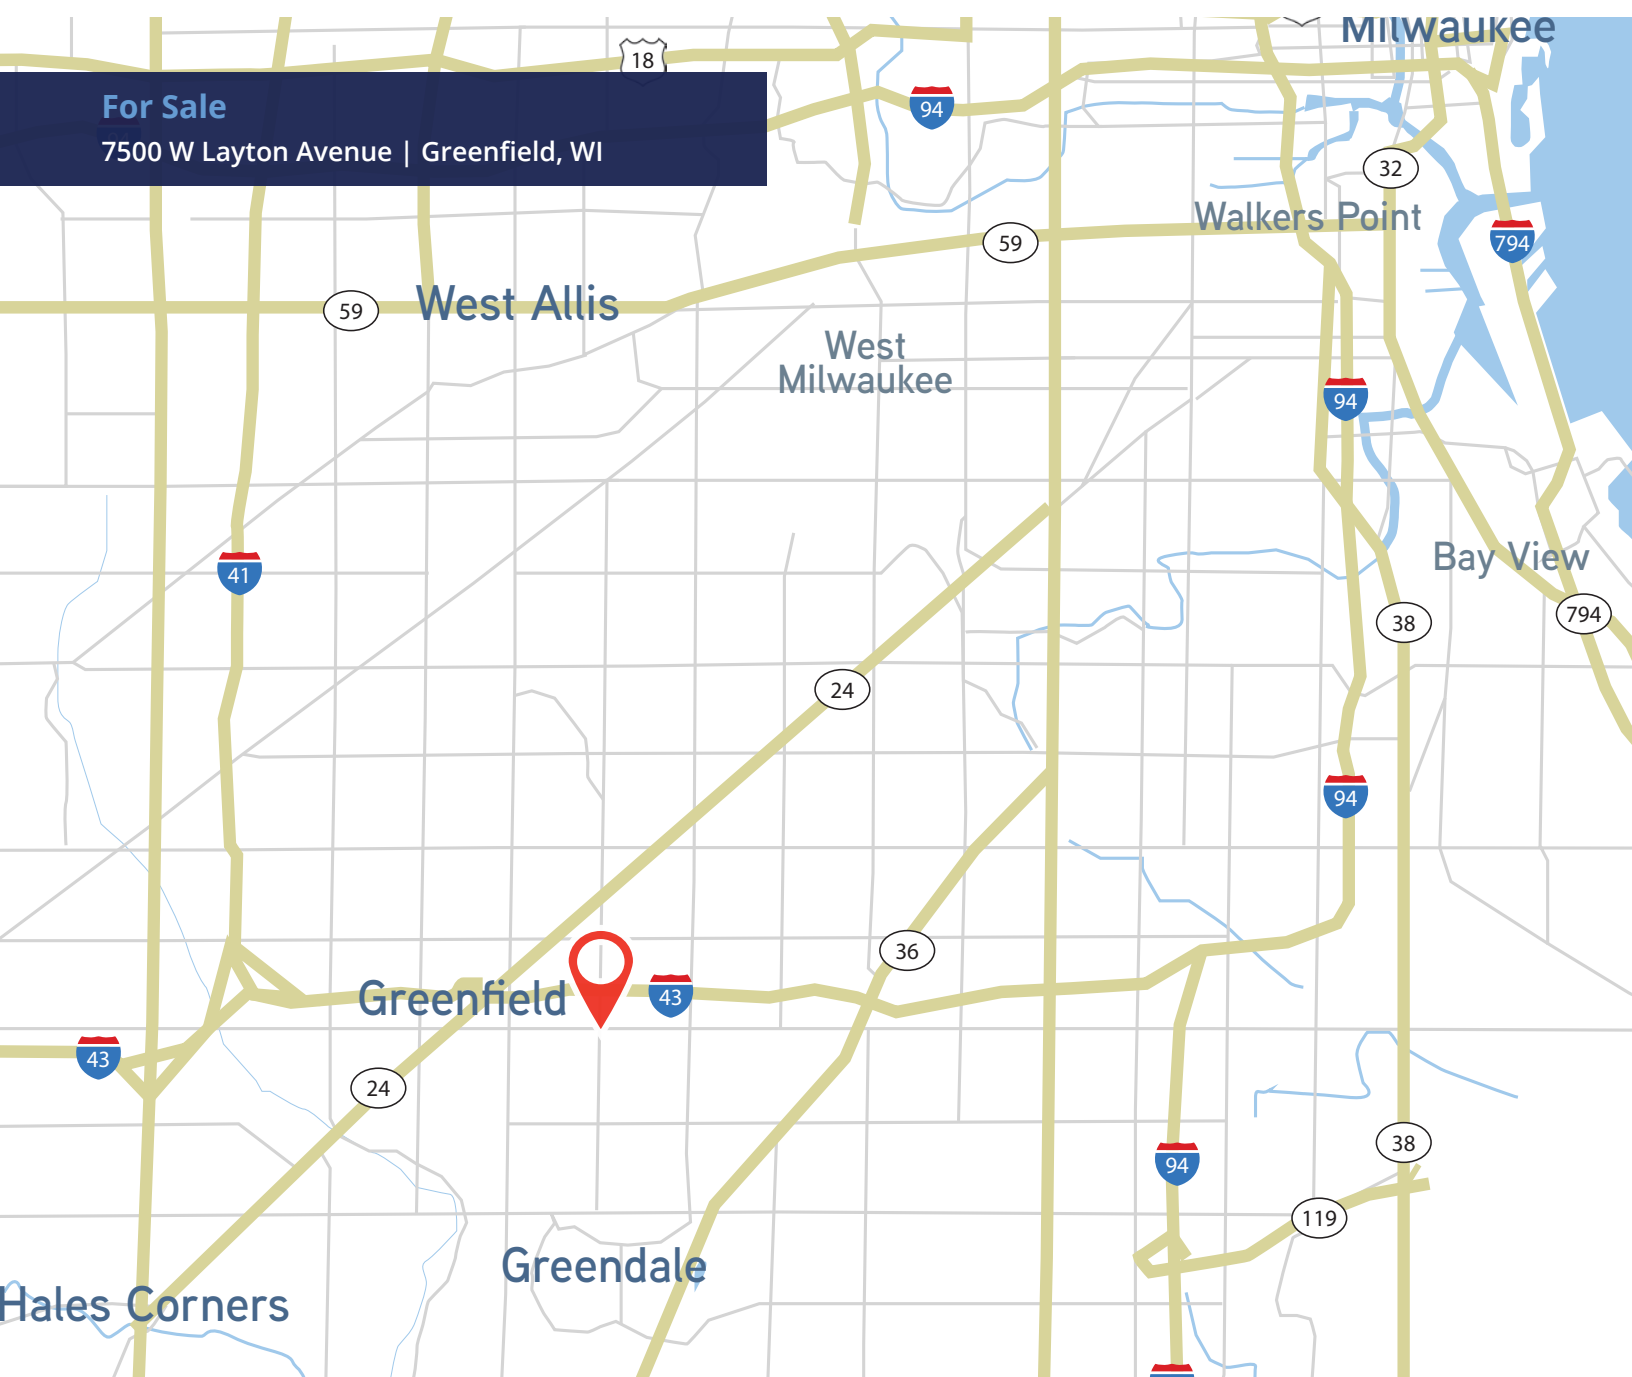 Milwaukee
18
For Sale
94
7500 W Layton Avenue | Greenfield, WI
32
Walkers Point
59
794
59
West Allis
West
Milwaukee
94
Bay View
41
794
38
24
94
36
Greenfield
43
43
24
38
94
119
Greendale
Hales Corners